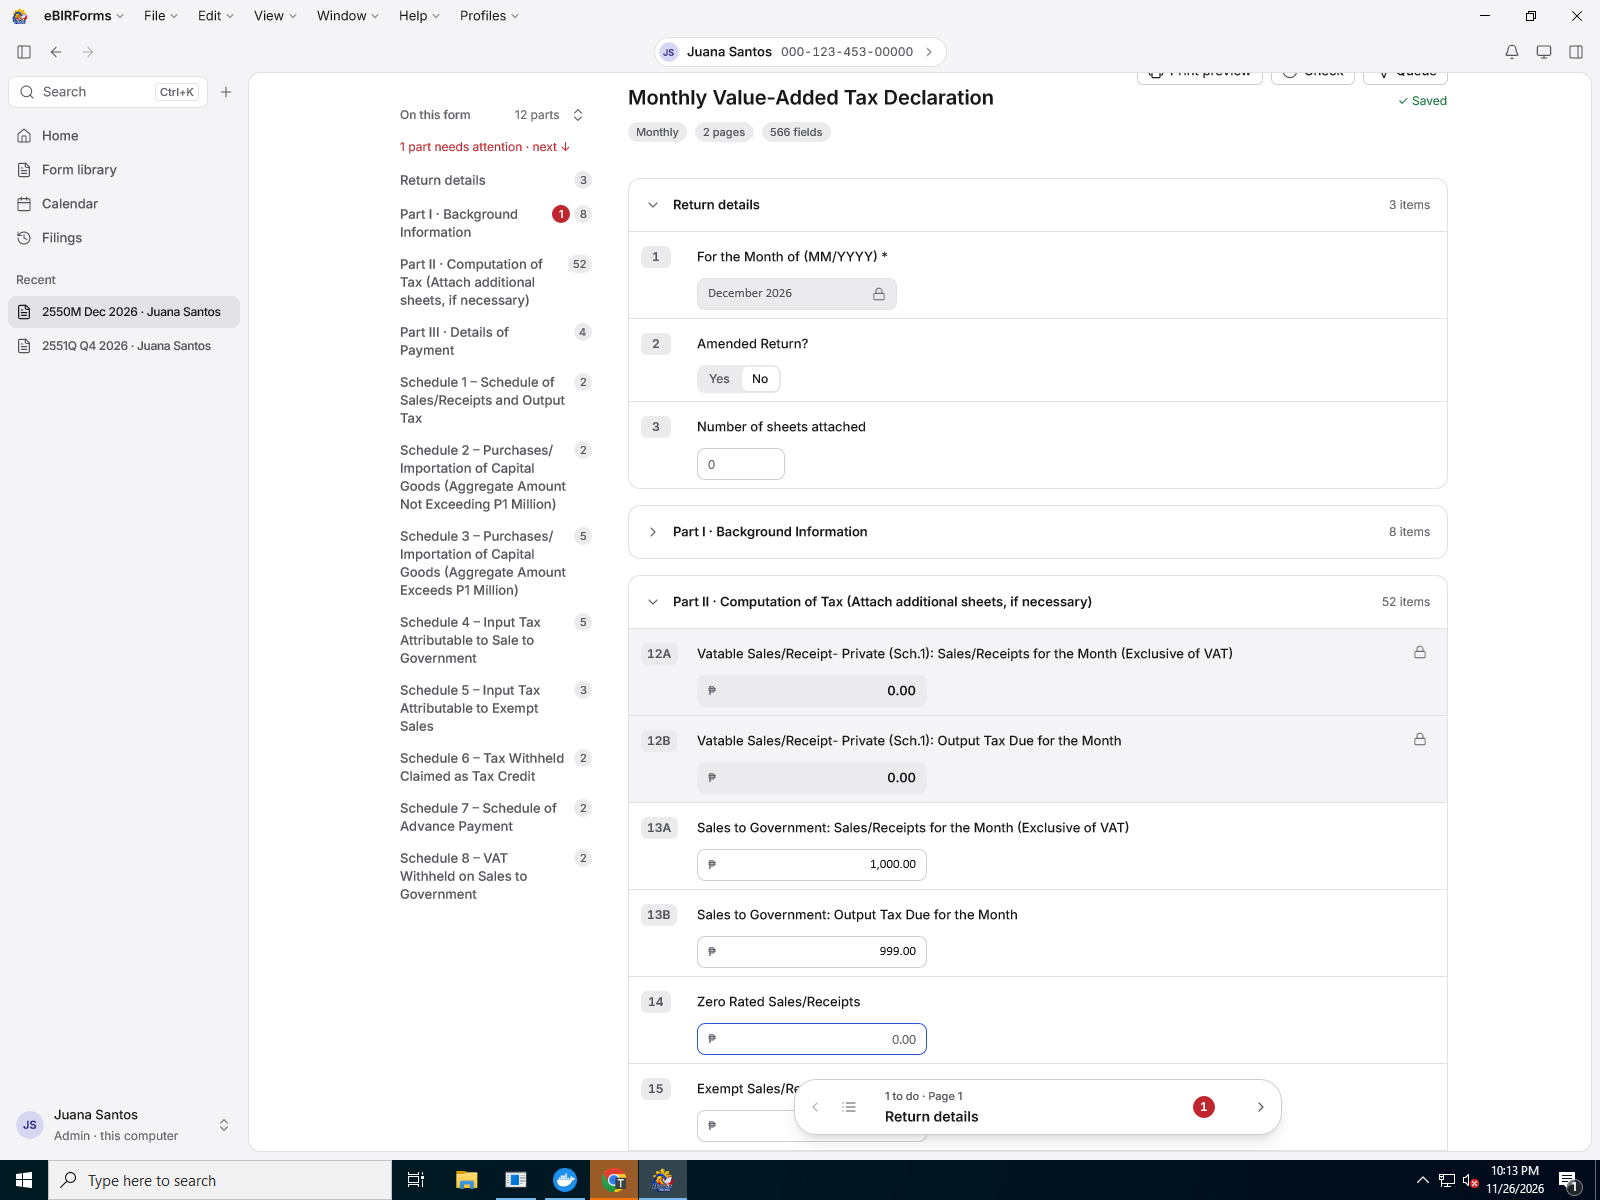 eBIRForms
File
Edit
View
Window
Help
Profiles
JS Juana Santos 000-123-453-00000
Search Ctrl+K
Home
Form library
Calendar
Filings
Recent
2550M Dec 2026 · Juana Santos
2551Q Q4 2026 · Juana Santos
JS Juana Santos
Admin · this computer
On this form 12 parts
1 part needs attention · next ↓
Return details 3
Part I · Background 1 8
Information
Part II · Computation of 52
Tax (Attach additional
sheets, if necessary)
Part III · Details of 4
Payment
Schedule 1 – Schedule of 2
Sales/Receipts and Output
Tax
Schedule 2 – Purchases/ 2
Importation of Capital
Goods (Aggregate Amount
Not Exceeding P1 Million)
Schedule 3 – Purchases/ 5
Importation of Capital
Goods (Aggregate Amount
Exceeds P1 Million)
Schedule 4 – Input Tax 5
Attributable to Sale to
Government
Schedule 5 – Input Tax 3
Attributable to Exempt
Sales
Schedule 6 – Tax Withheld 2
Claimed as Tax Credit
Schedule 7 – Schedule of 2
Advance Payment
Schedule 8 – VAT 2
Withheld on Sales to
Government
Print preview
Check
Queue
Monthly Value-Added Tax Declaration
✓ Saved
Monthly 2 pages 566 fields
Return details 3 items
1 For the Month of (MM/YYYY) *
December 2026
2 Amended Return?
Yes No
3 Number of sheets attached
0
Part I · Background Information 8 items
Part II · Computation of Tax (Attach additional sheets, if necessary) 52 items
12A Vatable Sales/Receipt- Private (Sch.1): Sales/Receipts for the Month (Exclusive of VAT)
₱ 0.00
12B Vatable Sales/Receipt- Private (Sch.1): Output Tax Due for the Month
₱ 0.00
13A Sales to Government: Sales/Receipts for the Month (Exclusive of VAT)
₱ 1,000.00
13B Sales to Government: Output Tax Due for the Month
₱ 999.00
14 Zero Rated Sales/Receipts
₱ 0.00
15 Exempt Sales/Re
₱
1 to do · Page 1
Return details
1
Type here to search
10:13 PM
11/26/2026
1